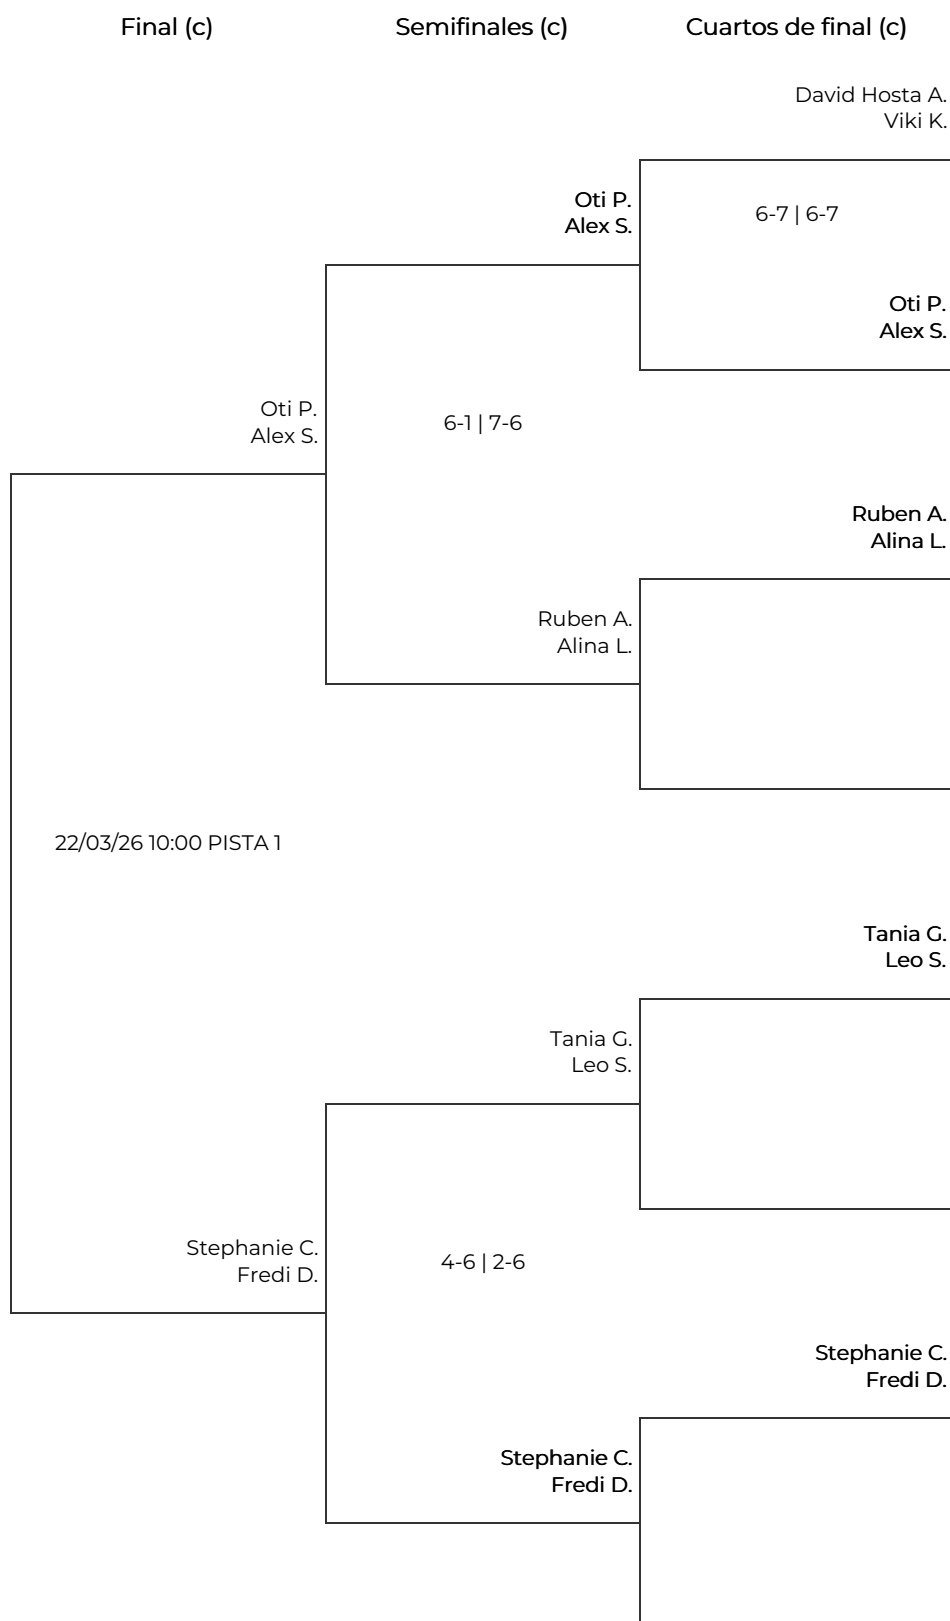 Final (c)
Semifinales (c)
Cuartos de final (c)
David Hosta A.
Viki K.
Oti P.
Alex S.
6-7 | 6-7
Oti P.
Alex S.
Oti P.
Alex S.
6-1 | 7-6
Ruben A.
Alina L.
Ruben A.
Alina L.
22/03/26 10:00 PISTA 1
Tania G.
Leo S.
Tania G.
Leo S.
Stephanie C.
Fredi D.
4-6 | 2-6
Stephanie C.
Fredi D.
Stephanie C.
Fredi D.